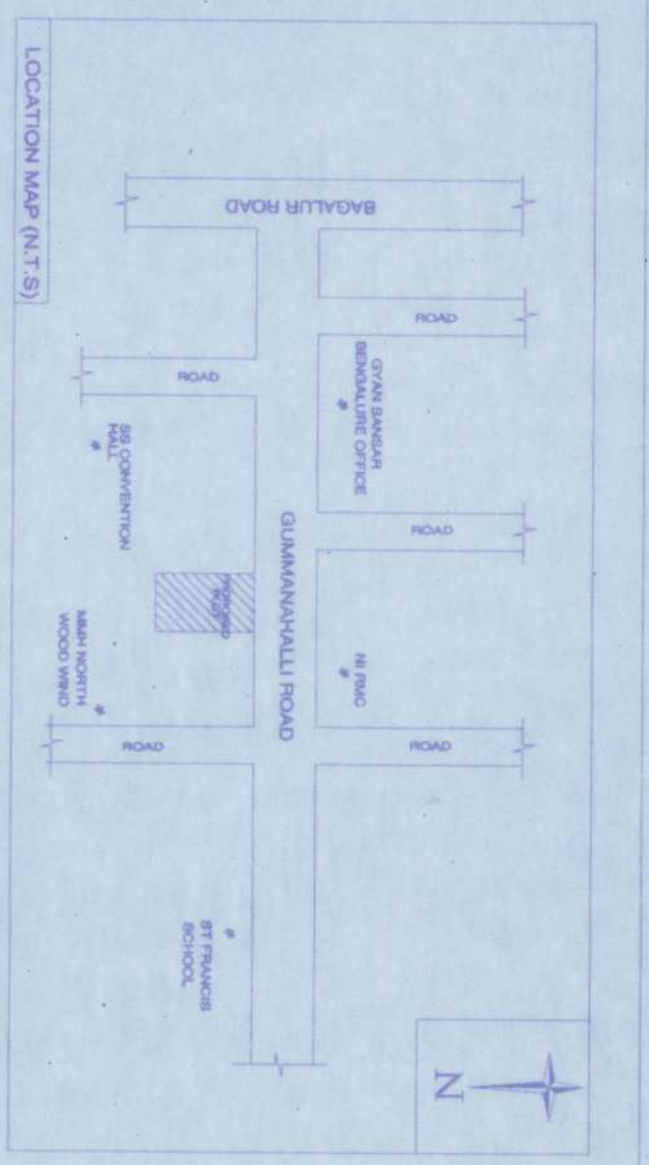 LOCATION MAP (N.T.S)
BAGALUR ROAD
ROAD
GYAN SANSAR
BENGALURE OFFICE
ROAD
NI RMC
ROAD
GUMMANAHALLI ROAD
ROAD
SS CONVENTION
HALL
PROPOSED
PLOT
MMH NORTH
WOOD WIND
ROAD
ST FRANCIS
SCHOOL
N